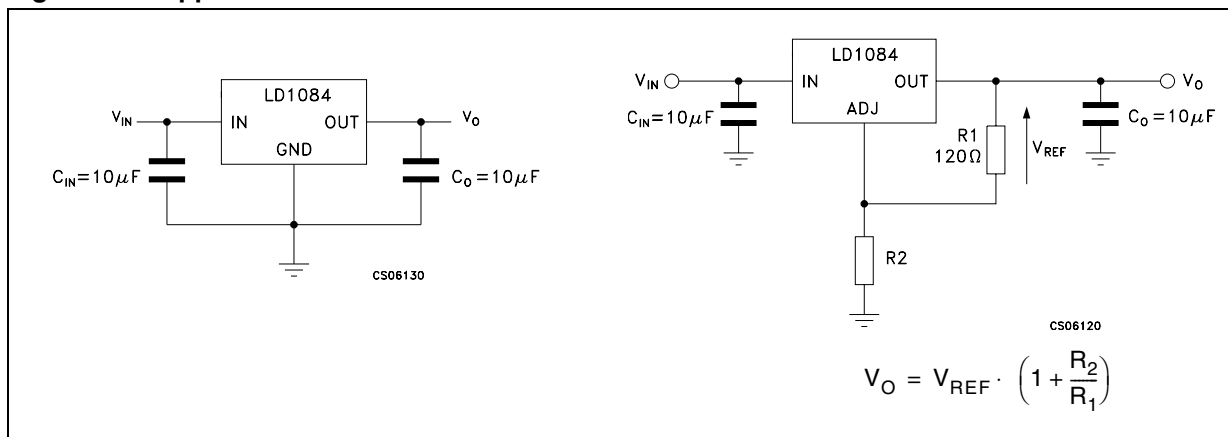 LD1084
V_IN
IN
OUT
V_O
GND
C_IN=10μF
C_O=10μF
CS06130
LD1084
V_IN
IN
OUT
V_O
ADJ
C_IN=10μF
R1
120Ω
V_REF
C_O=10μF
R2
CS06120
V_O = V_REF · (1 + R_2/R_1)